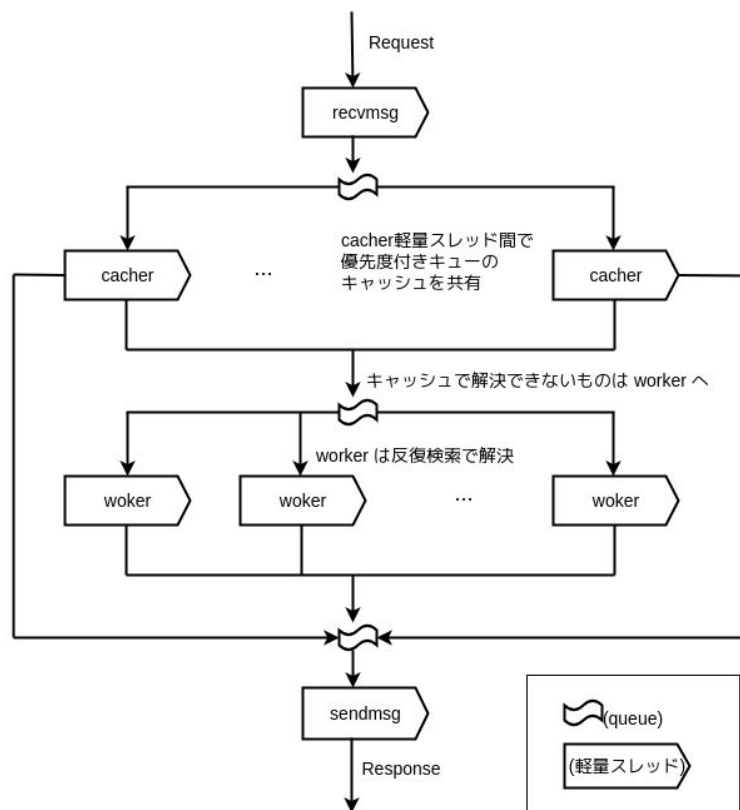 Request
recvmsg
cacher軽量スレッド間で
優先度付きキューの
キャッシュを共有
cacher
...
cacher
キャッシュで解決できないものは worker へ
worker は反復検索で解決
woker
woker
...
woker
sendmsg
Response
(queue)
(軽量スレッド)